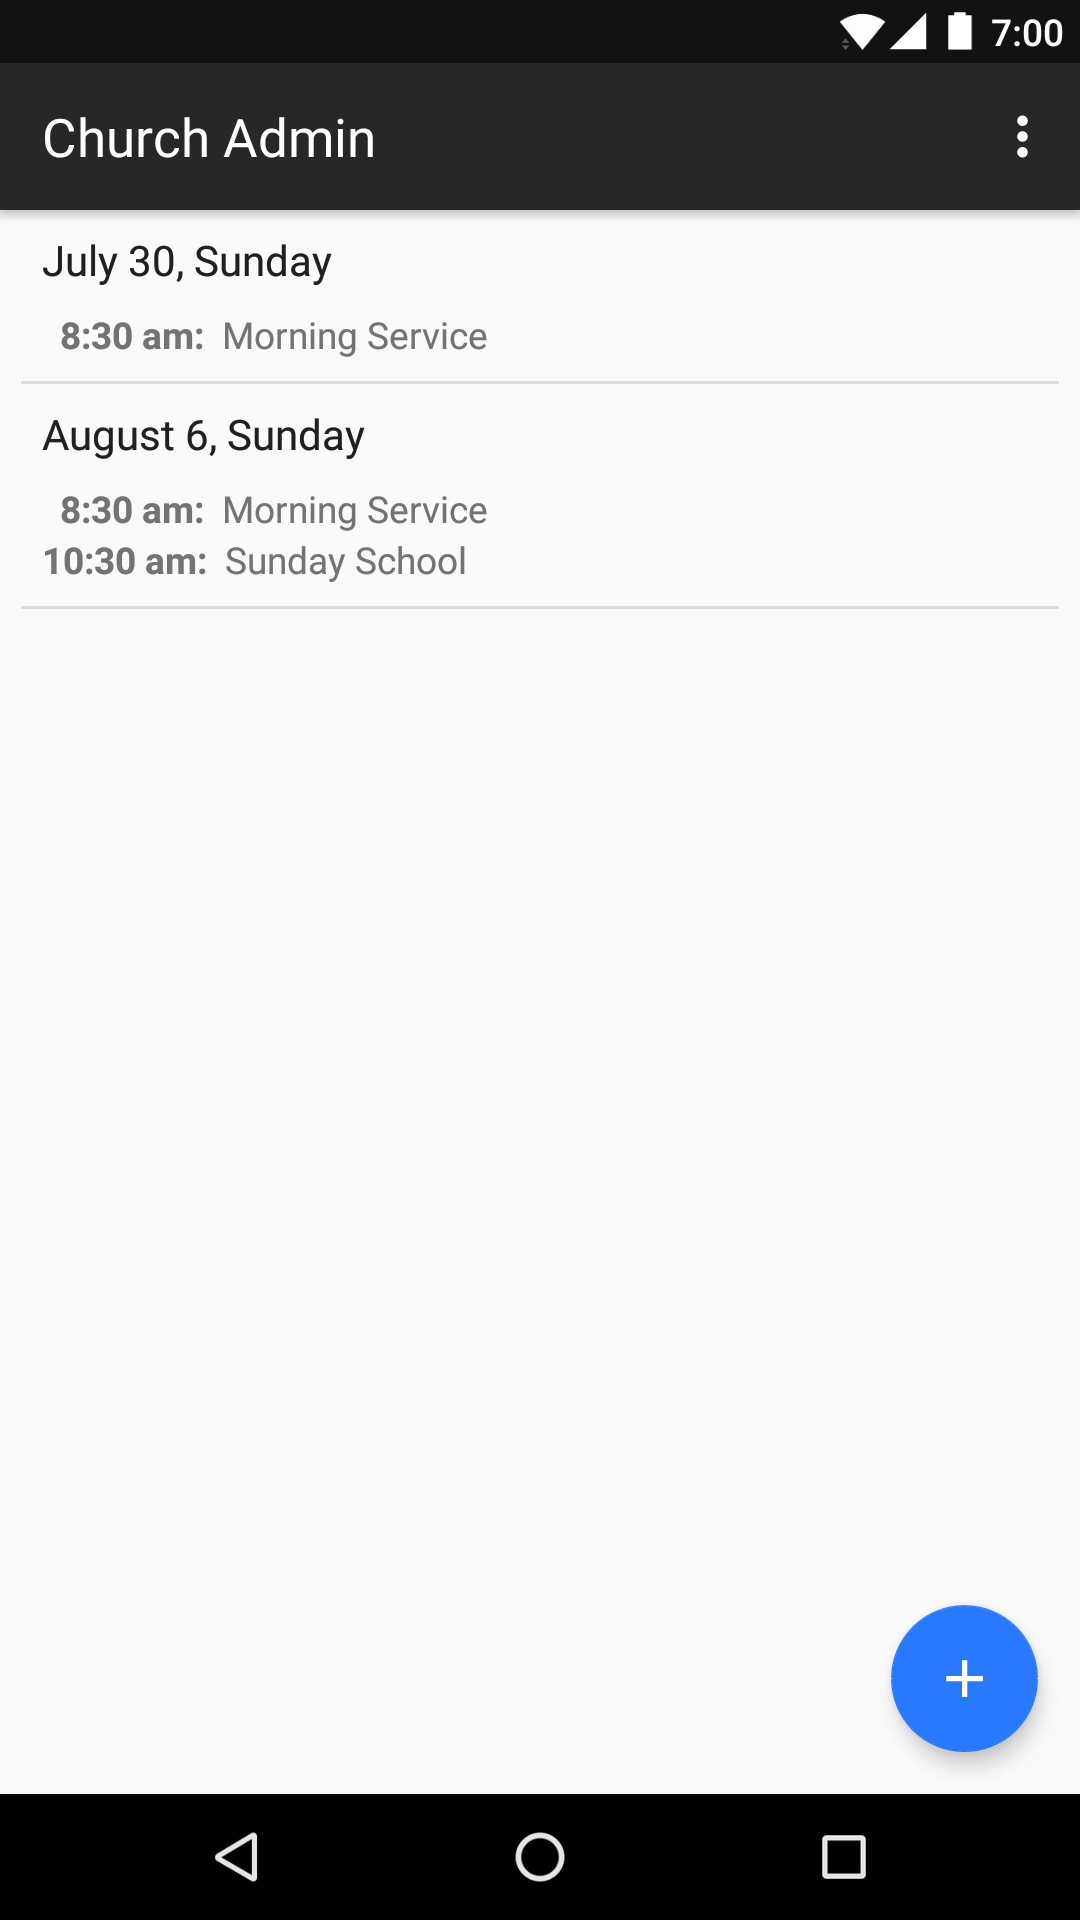 7:00
Church Admin
July 30, Sunday
8:30 am: Morning Service
August 6, Sunday
8:30 am: Morning Service
10:30 am: Sunday School